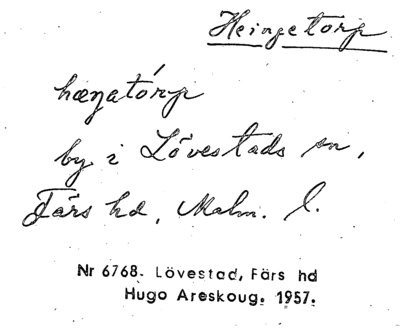 Heingetorp
hæŋatórp
by i Lövestads sn,
Färs hd, Malm. l.
Nr 6768. Lövestad, Färs hd
Hugo Areskoug. 1957.